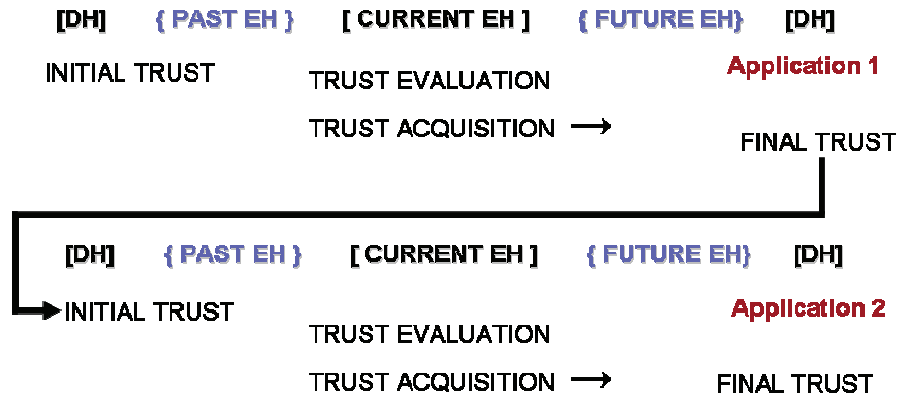 [DH] { PAST EH } [ CURRENT EH ] { FUTURE EH} [DH]
INITIAL TRUST
Application 1
TRUST EVALUATION
TRUST ACQUISITION →
FINAL TRUST
[DH] { PAST EH } [ CURRENT EH ] { FUTURE EH} [DH]
INITIAL TRUST
Application 2
TRUST EVALUATION
TRUST ACQUISITION →
FINAL TRUST